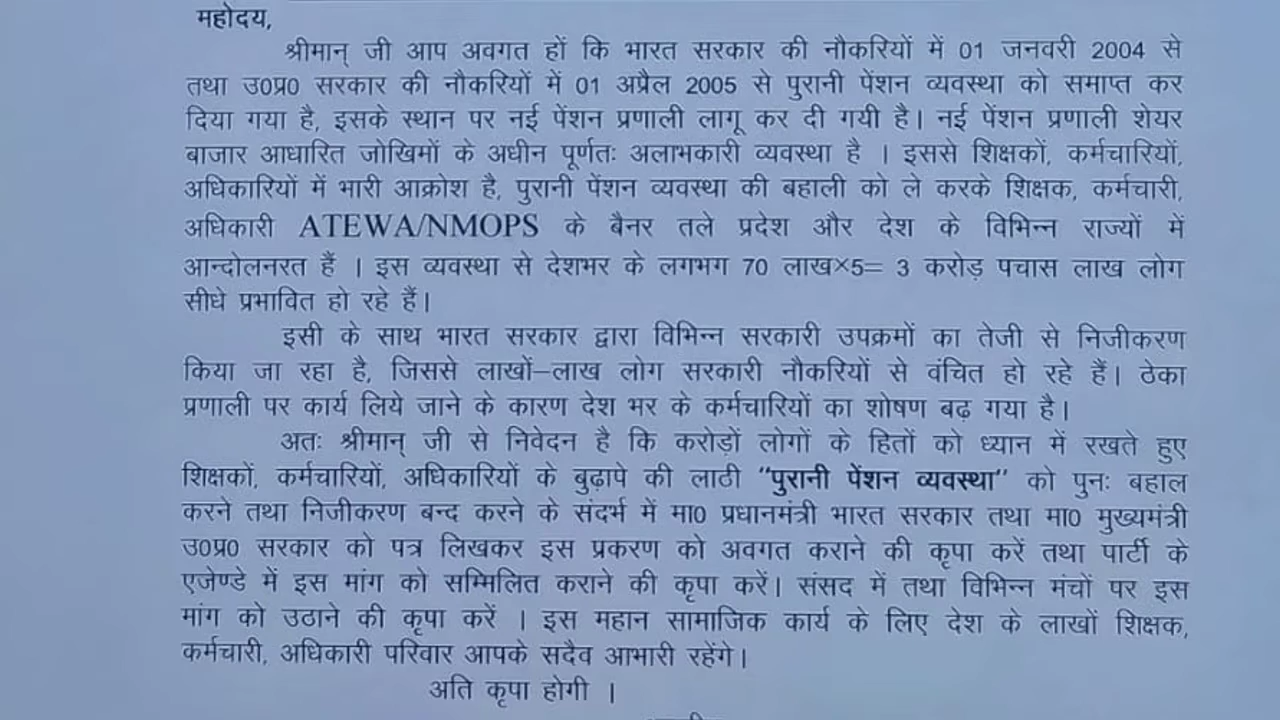 महोदय,
श्रीमान् जी आप अवगत हों कि भारत सरकार की नौकरियों में 01 जनवरी 2004 से
तथा उ0प्र0 सरकार की नौकरियों में 01 अप्रैल 2005 से पुरानी पेंशन व्यवस्था को समाप्त कर
दिया गया है, इसके स्थान पर नई पेंशन प्रणाली लागू कर दी गयी है। नई पेंशन प्रणाली शेयर
बाजार आधारित जोखिमों के अधीन पूर्णतः अलाभकारी व्यवस्था है । इससे शिक्षकों, कर्मचारियों,
अधिकारियों में भारी आक्रोश है, पुरानी पेंशन व्यवस्था की बहाली को ले करके शिक्षक, कर्मचारी,
अधिकारी ATEWA/NMOPS के बैनर तले प्रदेश और देश के विभिन्न राज्यों में
आन्दोलनरत हैं । इस व्यवस्था से देशभर के लगभग 70 लाख×5= 3 करोड़ पचास लाख लोग
सीधे प्रभावित हो रहे हैं।
इसी के साथ भारत सरकार द्वारा विभिन्न सरकारी उपक्रमों का तेजी से निजीकरण
किया जा रहा है, जिससे लाखों–लाख लोग सरकारी नौकरियों से वंचित हो रहे हैं। ठेका
प्रणाली पर कार्य लिये जाने के कारण देश भर के कर्मचारियों का शोषण बढ़ गया है।
अतः श्रीमान् जी से निवेदन है कि करोड़ों लोगों के हितों को ध्यान में रखते हुए
शिक्षकों, कर्मचारियों, अधिकारियों के बुढ़ापे की लाठी ‘‘पुरानी पेंशन व्यवस्था’’ को पुनः बहाल
करने तथा निजीकरण बन्द करने के संदर्भ में मा0 प्रधानमंत्री भारत सरकार तथा मा0 मुख्यमंत्री
उ0प्र0 सरकार को पत्र लिखकर इस प्रकरण को अवगत कराने की कृपा करें तथा पार्टी के
एजेण्डे में इस मांग को सम्मिलित कराने की कृपा करें। संसद में तथा विभिन्न मंचों पर इस
मांग को उठाने की कृपा करें । इस महान सामाजिक कार्य के लिए देश के लाखों शिक्षक,
कर्मचारी, अधिकारी परिवार आपके सदैव आभारी रहेंगे।
अति कृपा होगी ।